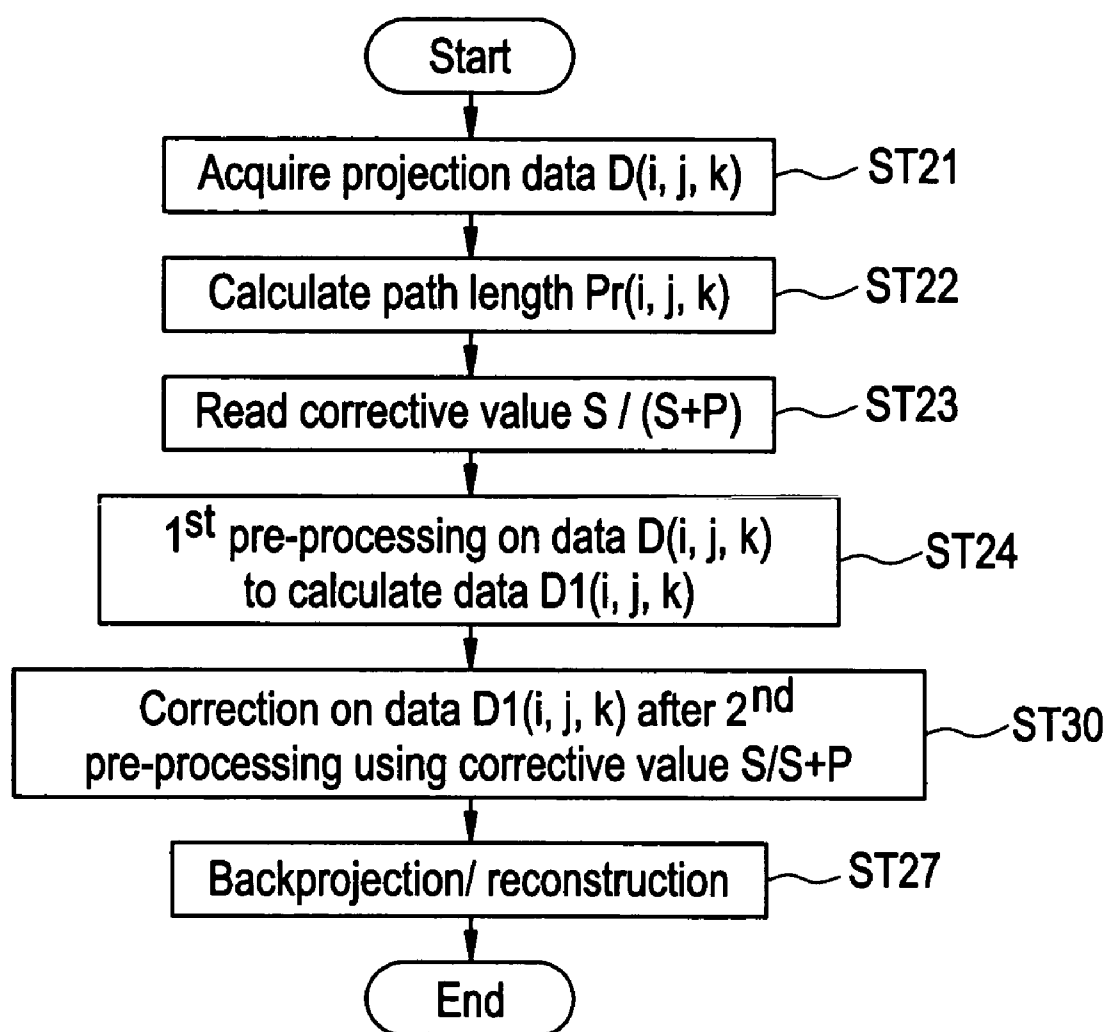 Start
Acquire projection data D(i, j, k)
ST21
Calculate path length Pr(i, j, k)
ST22
Read corrective value S / (S+P)
ST23
1st pre-processing on data D(i, j, k)
to calculate data D1(i, j, k)
ST24
Correction on data D1(i, j, k) after 2nd
pre-processing using corrective value S/S+P
ST30
Backprojection/ reconstruction
ST27
End